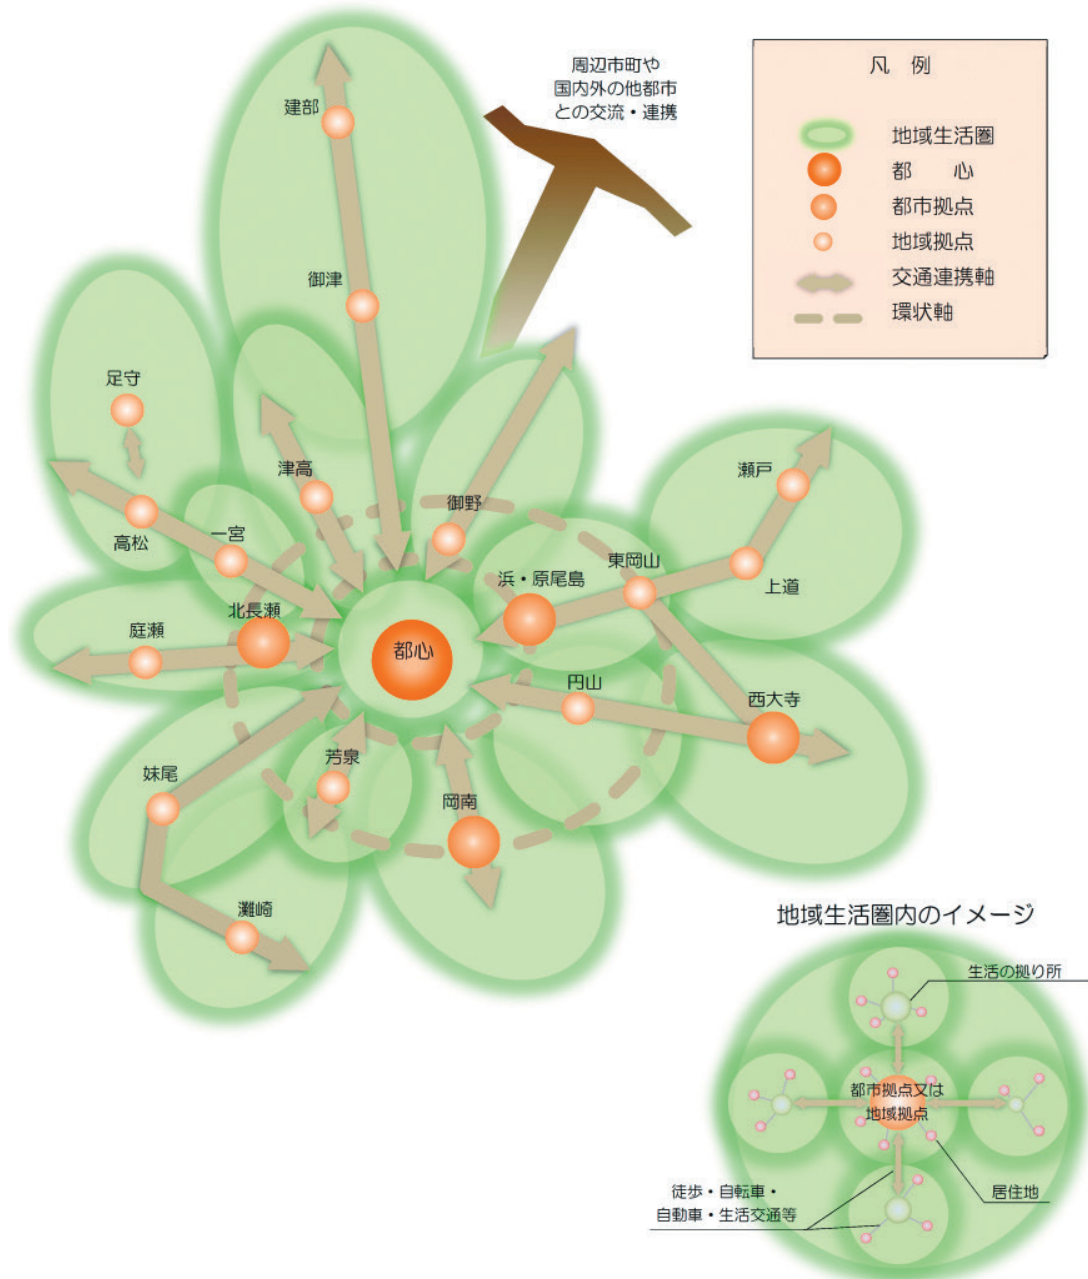 周辺市町や
国内外の他都市
との交流・連携
凡　例
地域生活圏
都　心
都市拠点
地域拠点
交通連携軸
環状軸
建部
御津
足守
津高
御野
瀬戸
高松
一宮
浜・原尾島
東岡山
上道
北長瀬
庭瀬
都心
円山
西大寺
妹尾
芳泉
岡南
灘崎
地域生活圏内のイメージ
生活の拠り所
都市拠点又は
地域拠点
徒歩・自転車・
自動車・生活交通等
居住地